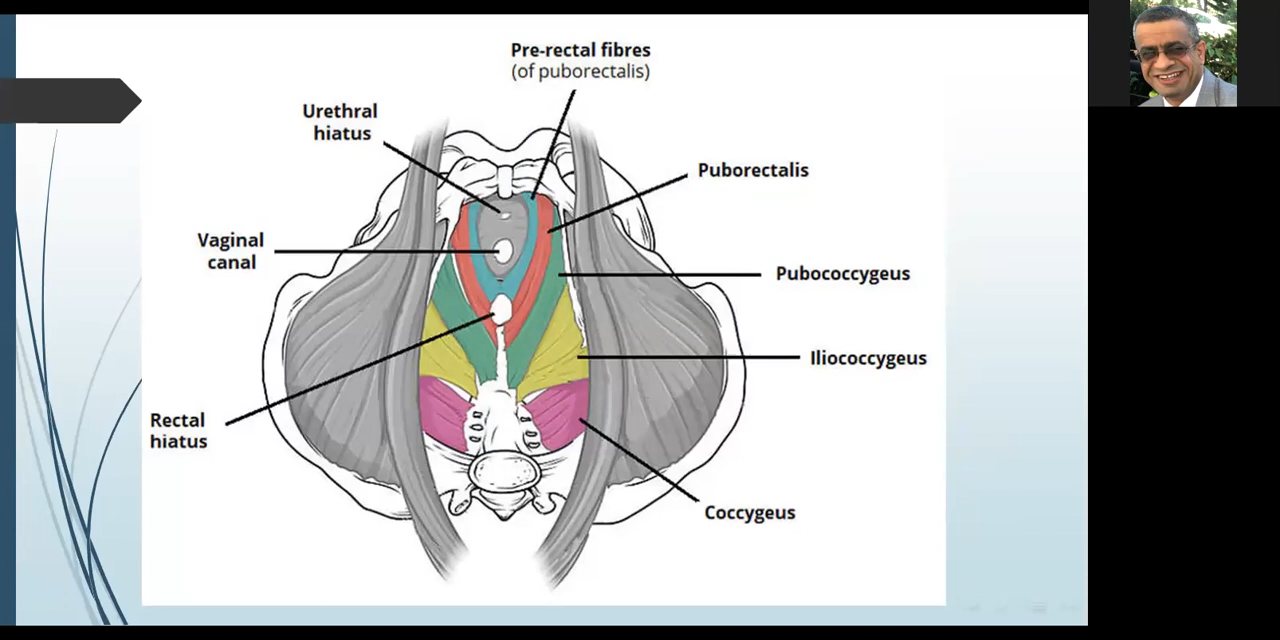 Pre-rectal fibres
(of puborectalis)
Urethral
hiatus
Puborectalis
Vaginal
canal
Pubococcygeus
Iliococcygeus
Rectal
hiatus
Coccygeus